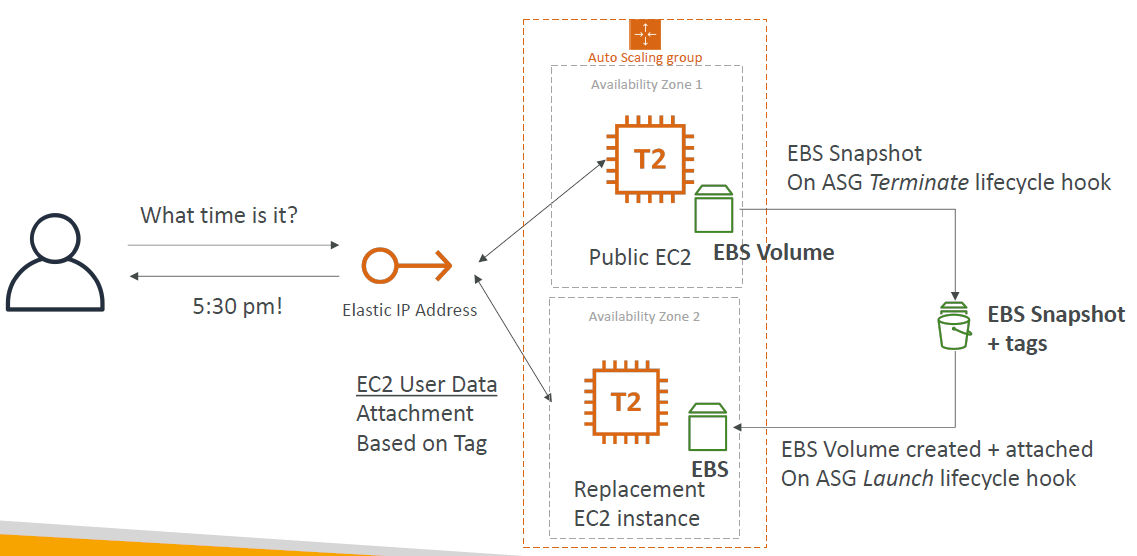 Auto Scaling group
Availability Zone 1
T2
EBS Snapshot
On ASG Terminate lifecycle hook
What time is it?
Public EC2
EBS Volume
5:30 pm!
Elastic IP Address
Availability Zone 2
EBS Snapshot
+ tags
EC2 User Data
Attachment
Based on Tag
T2
EBS
EBS Volume created + attached
On ASG Launch lifecycle hook
Replacement
EC2 instance